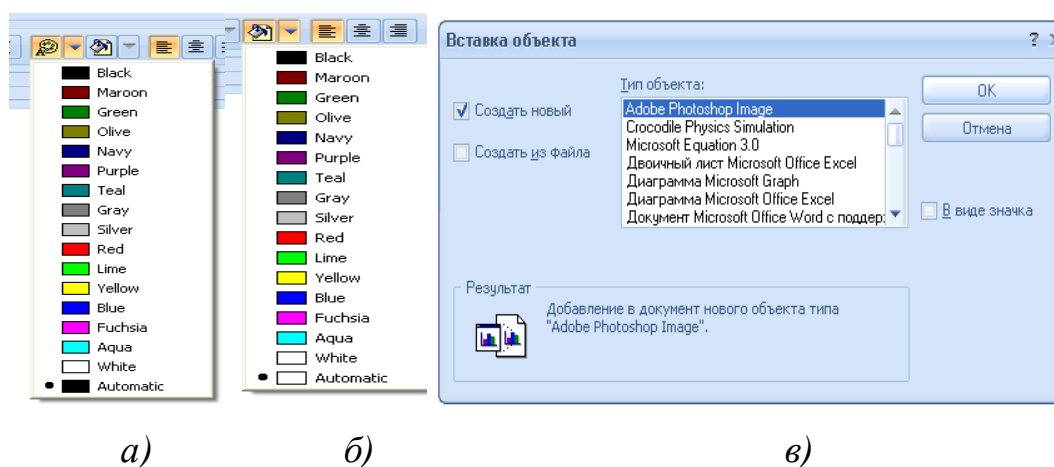 Black
Maroon
Green
Olive
Navy
Purple
Teal
Gray
Silver
Red
Lime
Yellow
Blue
Fuchsia
Aqua
White
Automatic
а)
Black
Maroon
Green
Olive
Navy
Purple
Teal
Gray
Silver
Red
Lime
Yellow
Blue
Fuchsia
Aqua
White
Automatic
б)
Вставка объекта
?
Тип объекта:
Создать новый
Создать из файла
Adobe Photoshop Image
Crocodile Physics Simulation
Microsoft Equation 3.0
Двоичный лист Microsoft Office Excel
Диаграмма Microsoft Graph
Диаграмма Microsoft Office Excel
Документ Microsoft Office Word с поддер:
OK
Отмена
В виде значка
Результат
Добавление в документ нового объекта типа
"Adobe Photoshop Image".
в)